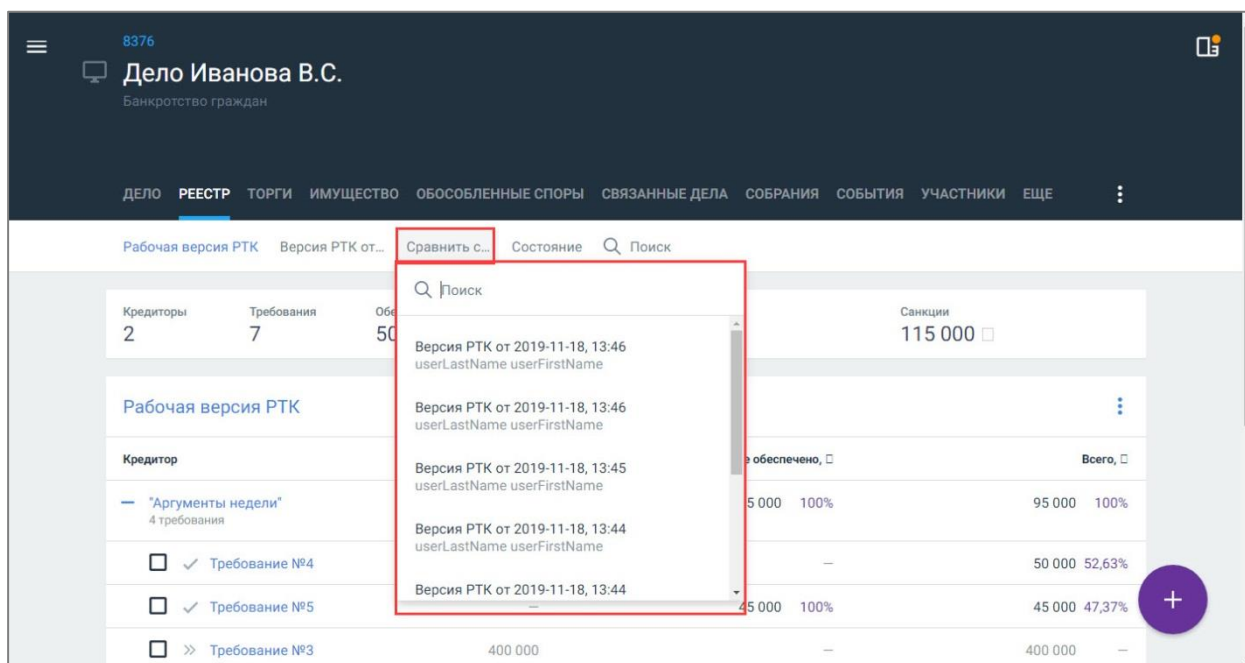 8376
Дело Иванова В.С.
Банкротство граждан
ДЕЛО РЕЕСТР ТОРГИ ИМУЩЕСТВО ОБОСОБЛЕННЫЕ СПОРЫ СВЯЗАННЫЕ ДЕЛА СОБРАНИЯ СОБЫТИЯ УЧАСТНИКИ ЕЩЕ
Рабочая версия РТК Версия РТК от... Сравнить с... Состояние Поиск
Поиск
Кредиторы Требования Обе Санкции
2 7 50 115 000
Версия РТК от 2019-11-18, 13:46
userLastName userFirstName
Версия РТК от 2019-11-18, 13:46
userLastName userFirstName
Версия РТК от 2019-11-18, 13:45
userLastName userFirstName
Версия РТК от 2019-11-18, 13:44
userLastName userFirstName
Версия РТК от 2019-11-18, 13:44
Рабочая версия РТК
Кредитор е обеспечено, Всего,
"Аргументы недели" 5 000 100% 95 000 100%
4 требования
Требование №4 — 50 000 52,63%
Требование №5 — 45 000 100% 45 000 47,37%
Требование №3 400 000 — 400 000 —